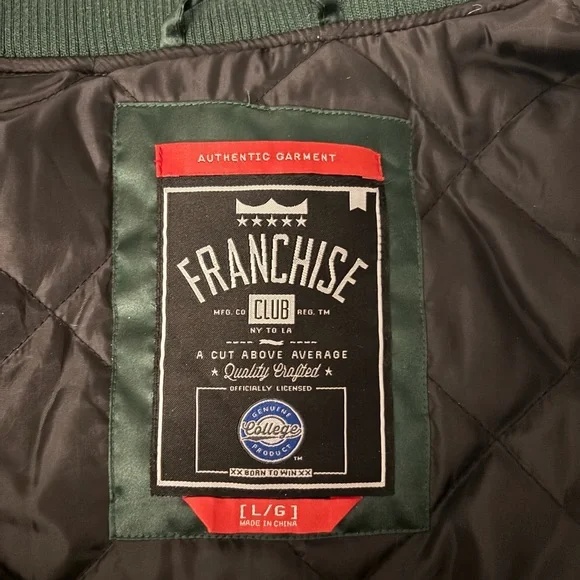 AUTHENTIC GARMENT
FRANCHISE
MFG. CO CLUB REG. TM
NY TO LA
A CUT ABOVE AVERAGE
Quality Crafted
OFFICIALLY LICENSED
GENUINE
College
PRODUCT
TM
XX BORN TO WIN XX
[L/G]
MADE IN CHINA